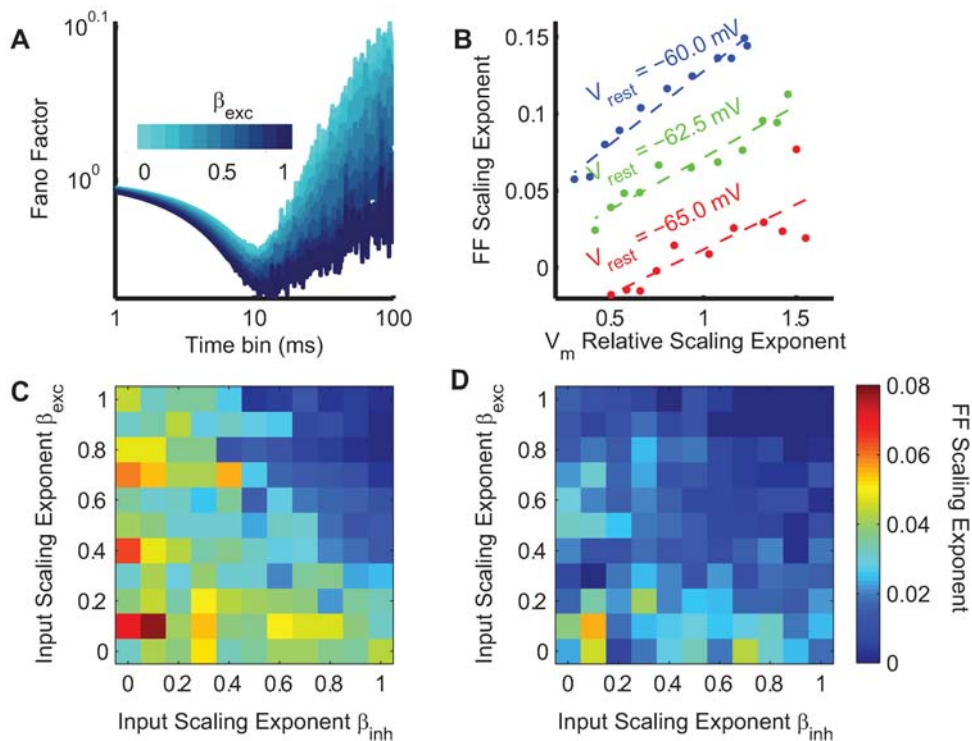 A
Fano Factor
10^0.1
10^0
β_exc
0 0.5 1
1 10 100
Time bin (ms)
B
FF Scaling Exponent
0.15
0.1
0.05
0
V_rest = −60.0 mV
V_rest = −62.5 mV
V_rest = −65.0 mV
0.5 1 1.5
V_m Relative Scaling Exponent
C
Input Scaling Exponent β_exc
1
0.8
0.6
0.4
0.2
0
0 0.2 0.4 0.6 0.8 1
Input Scaling Exponent β_inh
D
Input Scaling Exponent β_exc
1
0.8
0.6
0.4
0.2
0
0 0.2 0.4 0.6 0.8 1
Input Scaling Exponent β_inh
0.08
0.06
0.04
0.02
0
FF Scaling Exponent